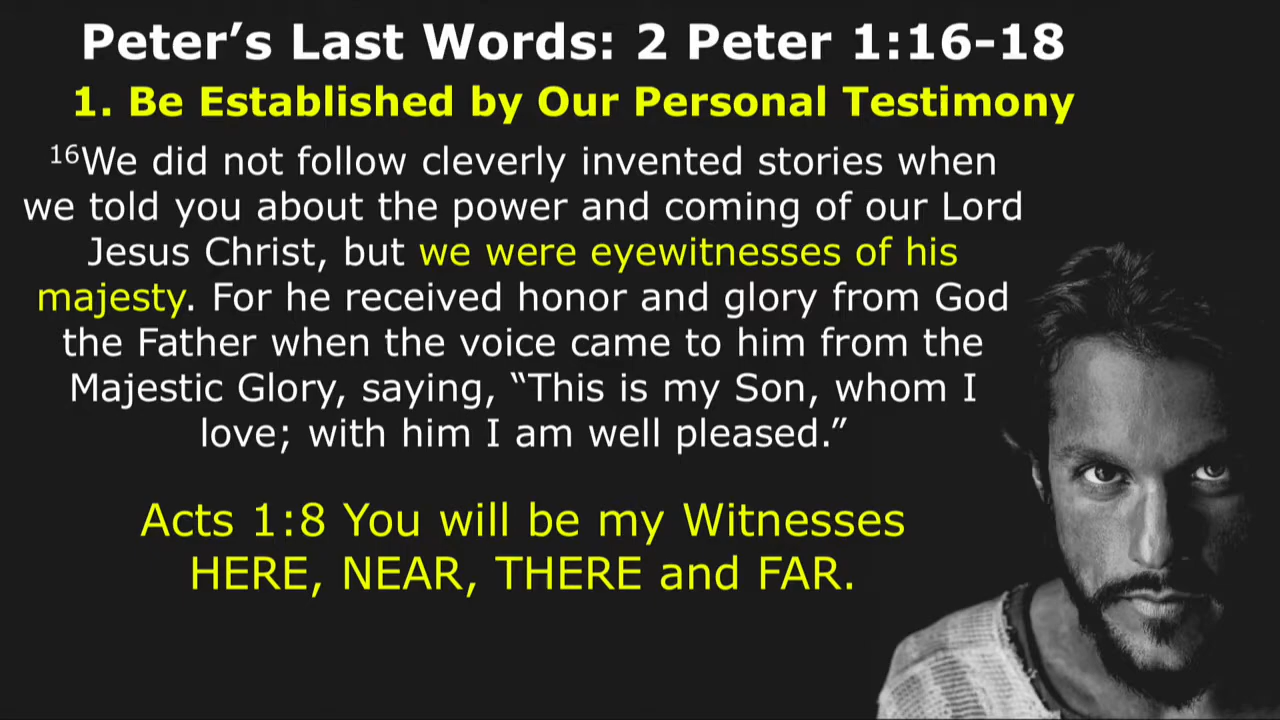 Peter’s Last Words: 2 Peter 1:16-18
1. Be Established by Our Personal Testimony
16We did not follow cleverly invented stories when
we told you about the power and coming of our Lord
Jesus Christ, but we were eyewitnesses of his
majesty. For he received honor and glory from God
the Father when the voice came to him from the
Majestic Glory, saying, “This is my Son, whom I
love; with him I am well pleased.”
Acts 1:8 You will be my Witnesses
HERE, NEAR, THERE and FAR.